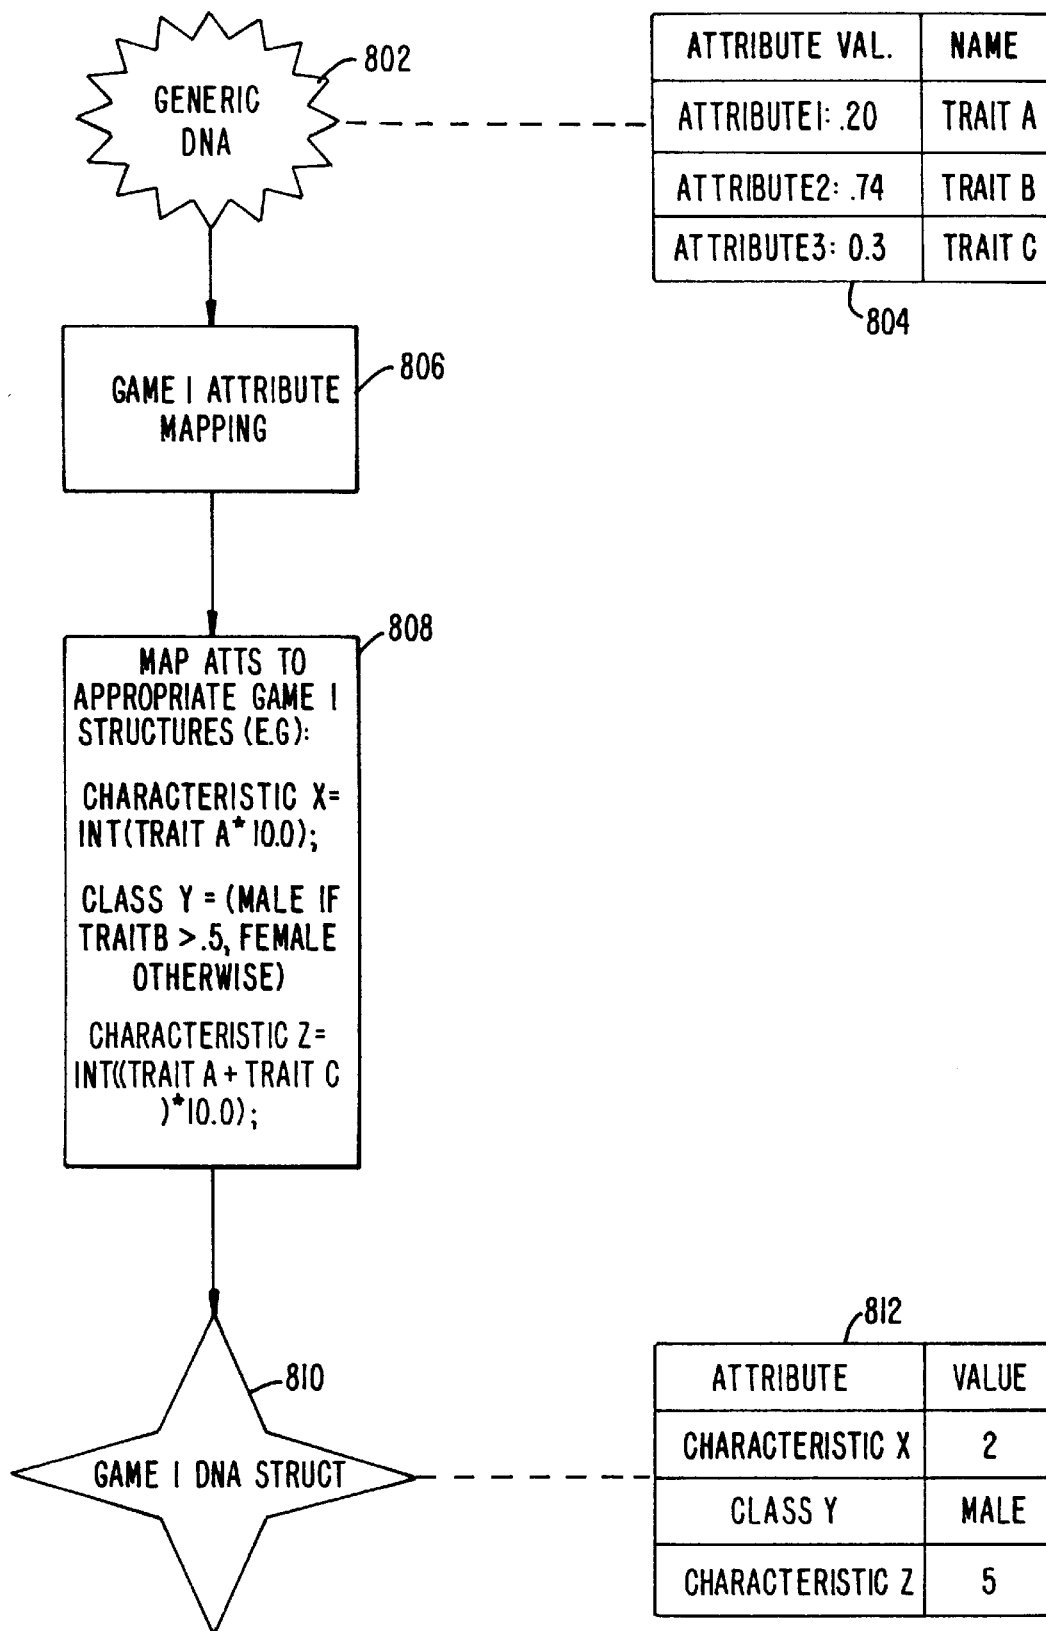 802
GENERIC
DNA
ATTRIBUTE VAL. NAME
ATTRIBUTE1: .20 TRAIT A
ATTRIBUTE2: .74 TRAIT B
ATTRIBUTE3: 0.3 TRAIT C
804
806
GAME 1 ATTRIBUTE
MAPPING
808
MAP ATTS TO
APPROPRIATE GAME 1
STRUCTURES (E.G):
CHARACTERISTIC X=
INT(TRAIT A* 10.0);
CLASS Y = (MALE IF
TRAITB >.5, FEMALE
OTHERWISE)
CHARACTERISTIC Z=
INT((TRAIT A + TRAIT C
)*10.0);
810
GAME 1 DNA STRUCT
812
ATTRIBUTE VALUE
CHARACTERISTIC X 2
CLASS Y MALE
CHARACTERISTIC Z 5